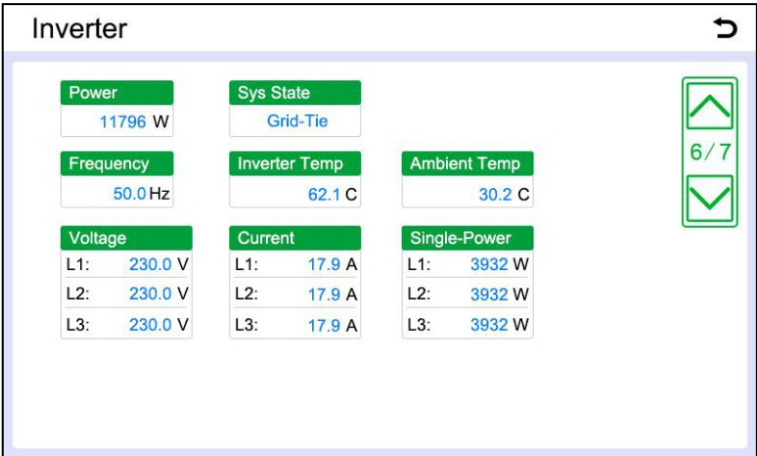 Inverter
Power
11796 W
Sys State
Grid-Tie
6/7
Frequency
50.0 Hz
Inverter Temp
62.1 C
Ambient Temp
30.2 C
Voltage
L1: 230.0 V
L2: 230.0 V
L3: 230.0 V
Current
L1: 17.9 A
L2: 17.9 A
L3: 17.9 A
Single-Power
L1: 3932 W
L2: 3932 W
L3: 3932 W